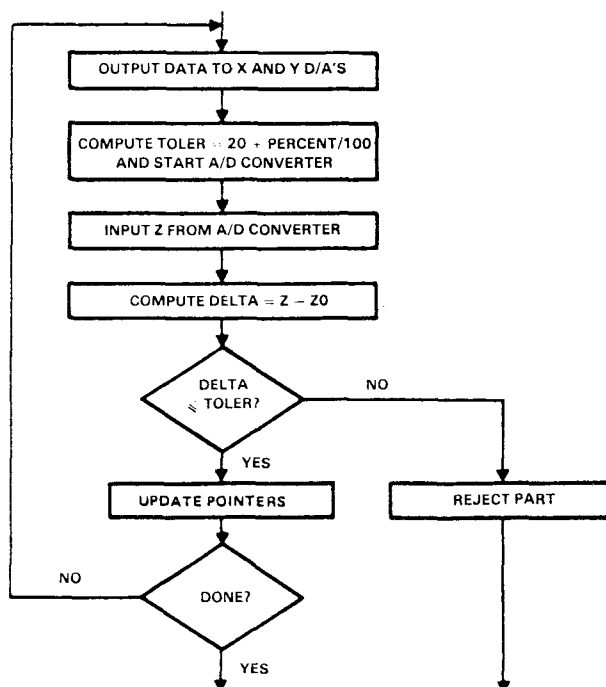 OUTPUT DATA TO X AND Y D/A'S
COMPUTE TOLER = 20 + PERCENT/100
AND START A/D CONVERTER
INPUT Z FROM A/D CONVERTER
COMPUTE DELTA = Z – Z0
DELTA
NO
≤ TOLER?
YES
UPDATE POINTERS
REJECT PART
NO
DONE?
YES